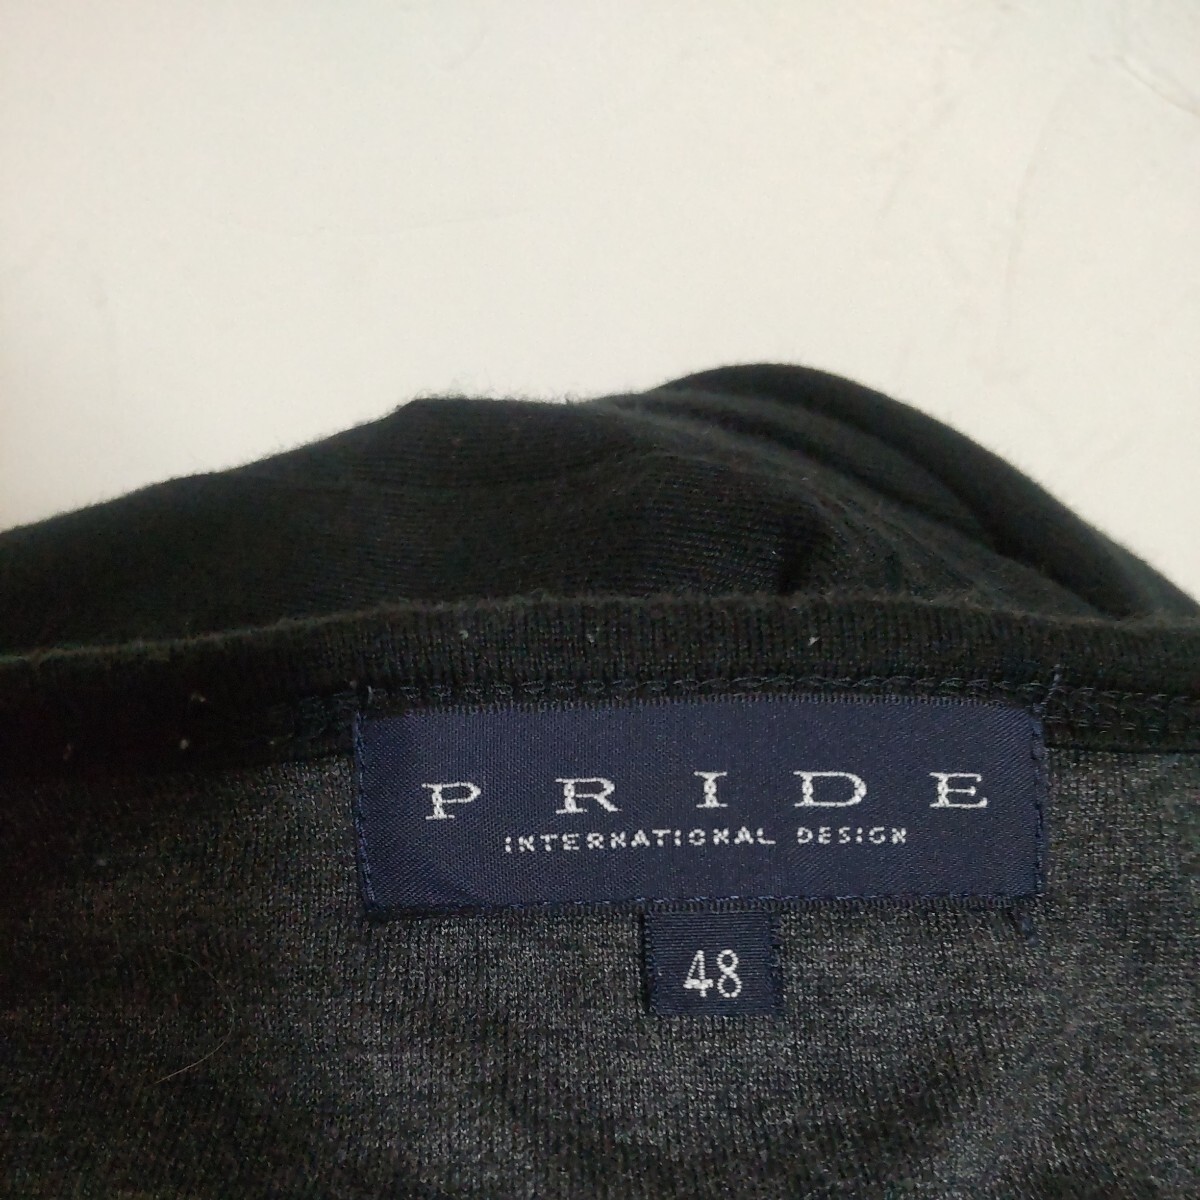 PRIDE
INTERNATIONAL DESIGN
48